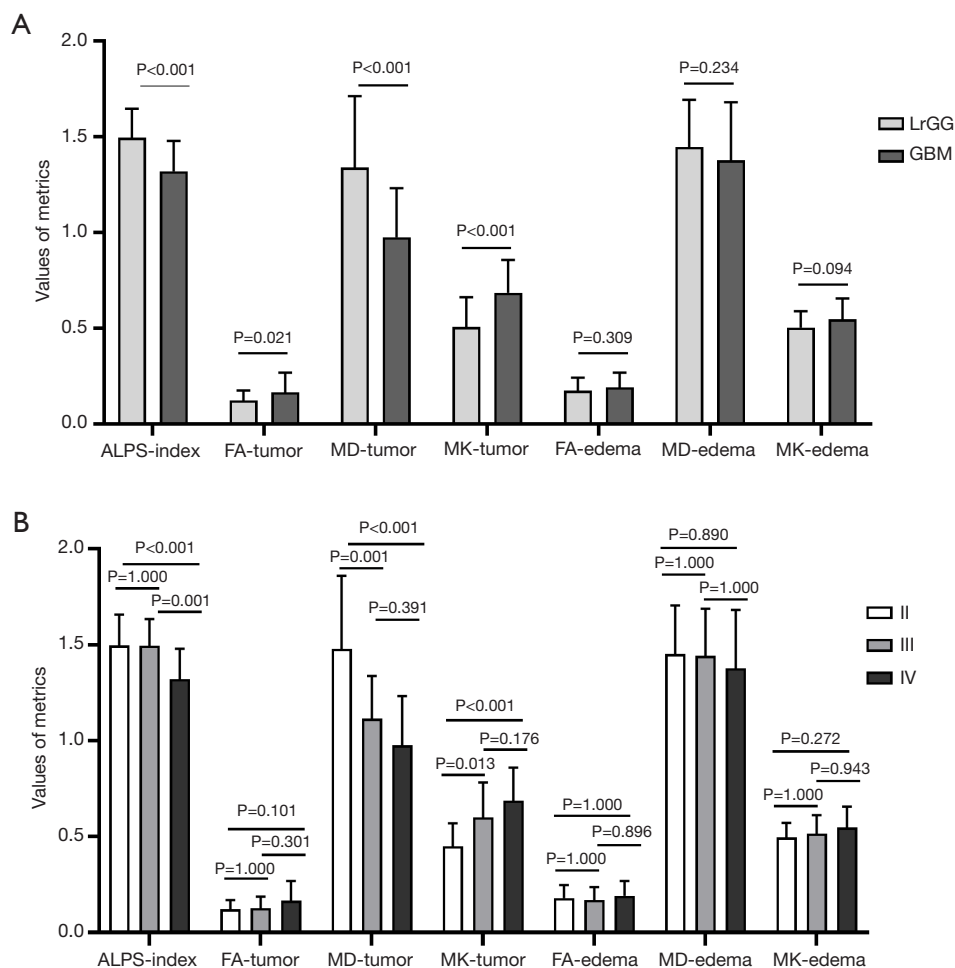 A
2.0
1.5
1.0
0.5
0.0
Values of metrics
P<0.001
P=0.021
P<0.001
P<0.001
P=0.309
P=0.234
P=0.094
LrGG
GBM
ALPS-index
FA-tumor
MD-tumor
MK-tumor
FA-edema
MD-edema
MK-edema
B
2.0
1.5
1.0
0.5
0.0
Values of metrics
P<0.001
P=1.000
P=0.001
P=0.101
P=0.301
P=1.000
P<0.001
P=0.001
P=0.391
P<0.001
P=0.176
P=0.013
P=1.000
P=0.896
P=1.000
P=0.890
P=1.000
P=1.000
P=0.272
P=0.943
P=1.000
II
III
IV
ALPS-index
FA-tumor
MD-tumor
MK-tumor
FA-edema
MD-edema
MK-edema